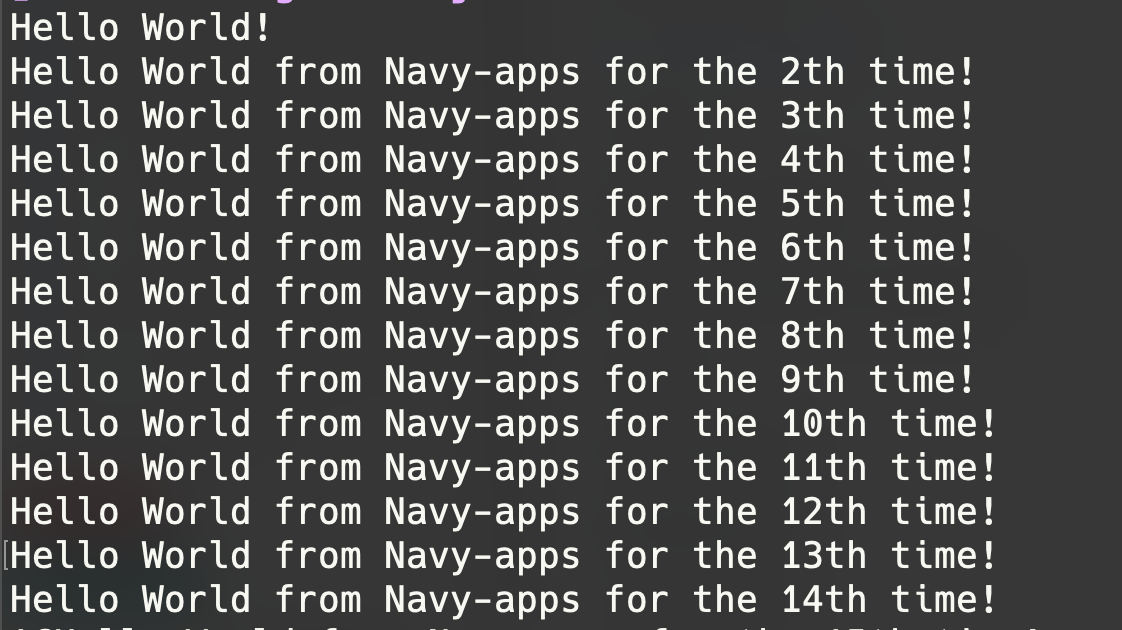 Hello World!
Hello World from Navy-apps for the 2th time!
Hello World from Navy-apps for the 3th time!
Hello World from Navy-apps for the 4th time!
Hello World from Navy-apps for the 5th time!
Hello World from Navy-apps for the 6th time!
Hello World from Navy-apps for the 7th time!
Hello World from Navy-apps for the 8th time!
Hello World from Navy-apps for the 9th time!
Hello World from Navy-apps for the 10th time!
Hello World from Navy-apps for the 11th time!
Hello World from Navy-apps for the 12th time!
[Hello World from Navy-apps for the 13th time!
Hello World from Navy-apps for the 14th time!